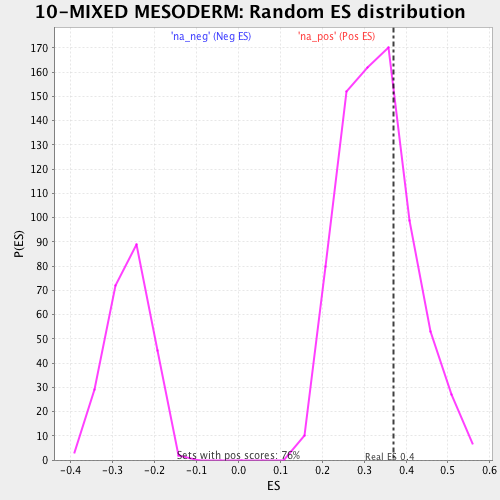 10-MIXED MESODERM: Random ES distribution
'na_neg' (Neg ES) 'na_pos' (Pos ES)
P(ES)
170
160
150
140
130
120
110
100
90
80
70
60
50
40
30
20
10
0
Sets with pos scores: 76%
Real ES 0.4
-0.4 -0.3 -0.2 -0.1 0.0 0.1 0.2 0.3 0.4 0.5 0.6
ES